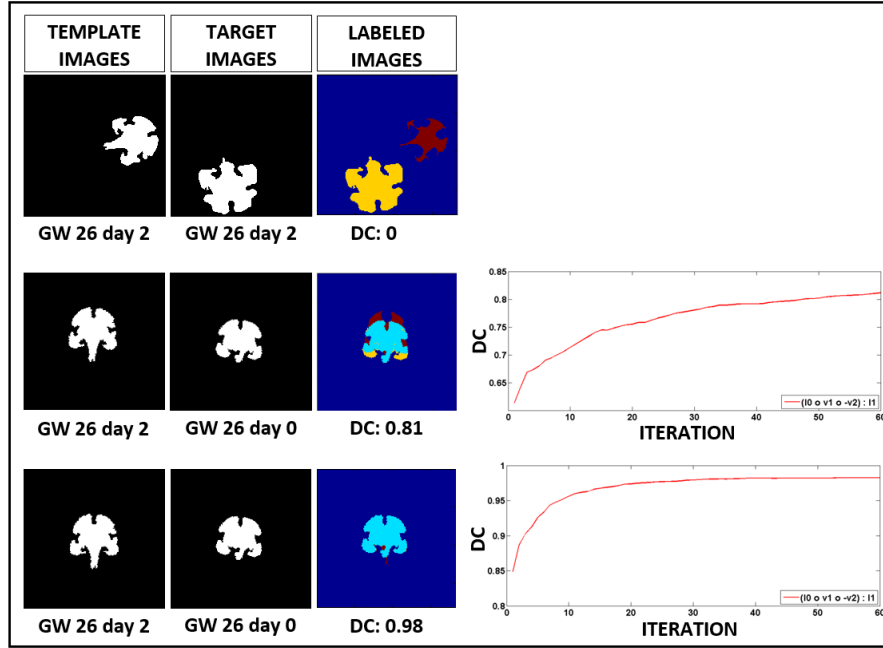 TEMPLATE IMAGES
TARGET IMAGES
LABELED IMAGES
GW 26 day 2
GW 26 day 2
DC: 0
GW 26 day 2
GW 26 day 0
DC: 0.81
0.85
0.8
0.75
0.7
0.65
DC
0 10 20 30 40 50 60
(I0 o v1 o -v2) : I1
ITERATION
GW 26 day 2
GW 26 day 0
DC: 0.98
1
0.95
0.9
0.85
0.8
DC
0 10 20 30 40 50 60
(I0 o v1 o -v2) : I1
ITERATION